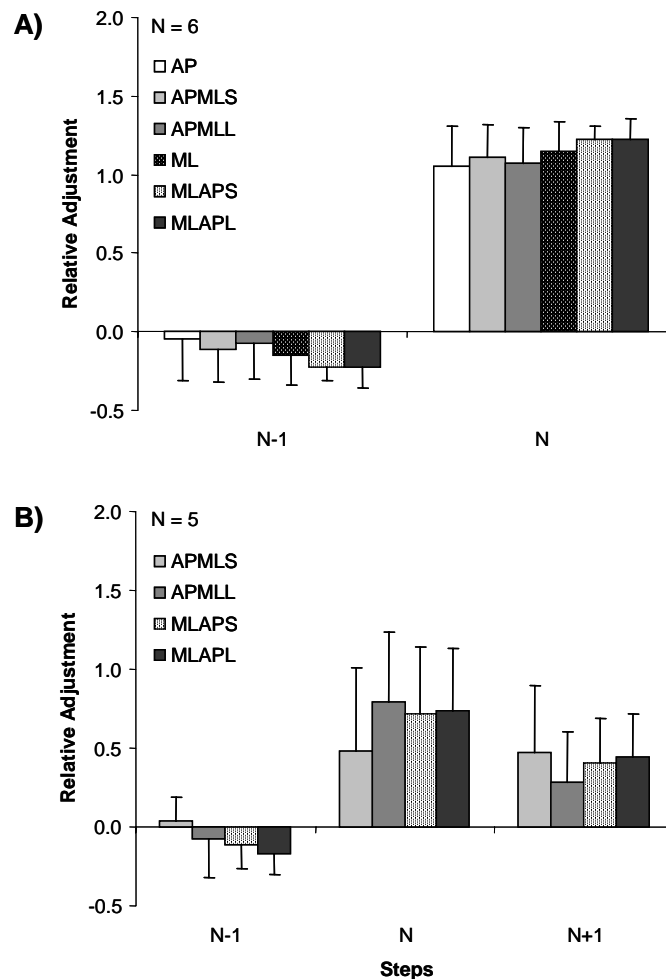 A)
N = 6
AP
APMLS
APMLL
ML
MLAPS
MLAPL
Relative Adjustment
2.0
1.5
1.0
0.5
0.0
-0.5
N-1 N
B)
N = 5
APMLS
APMLL
MLAPS
MLAPL
Relative Adjustment
2.0
1.5
1.0
0.5
0.0
-0.5
N-1 N N+1
Steps